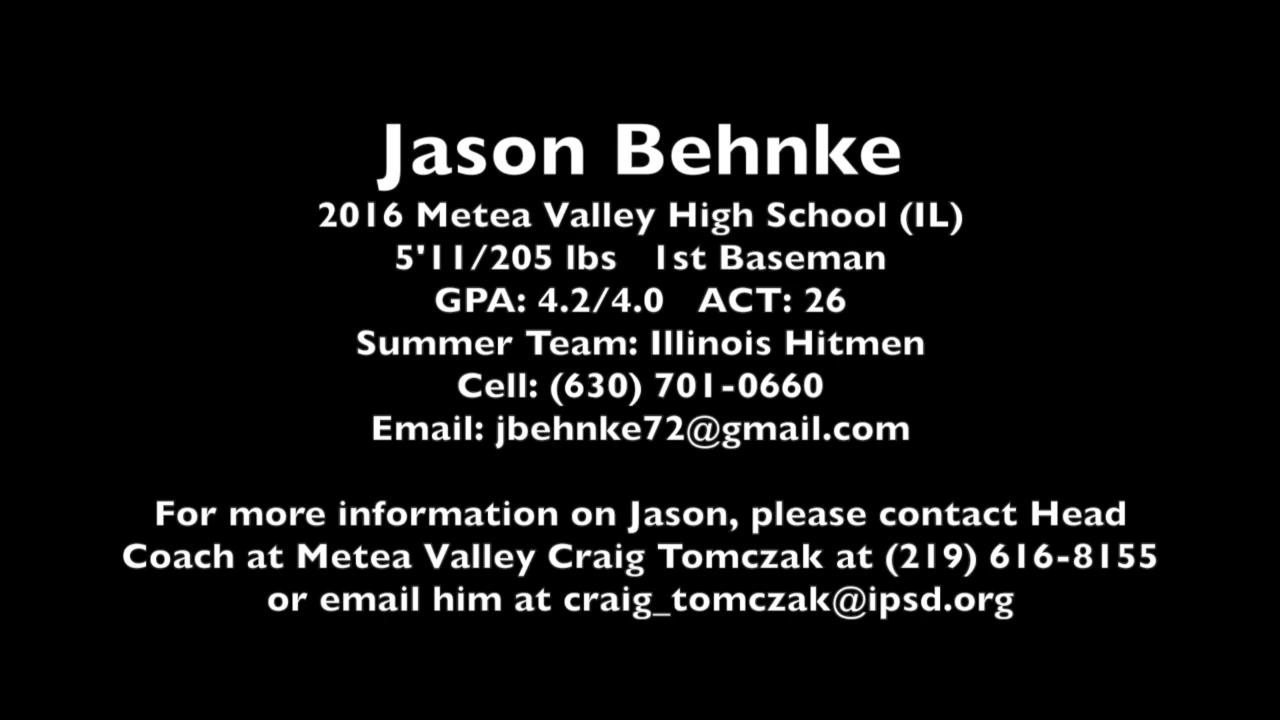 Jason Behnke
2016 Metea Valley High School (IL)
5'11/205 lbs   1st Baseman
GPA: 4.2/4.0   ACT: 26
Summer Team: Illinois Hitmen
Cell: (630) 701-0660
Email: jbehnke72@gmail.com
For more information on Jason, please contact Head
Coach at Metea Valley Craig Tomczak at (219) 616-8155
or email him at craig_tomczak@ipsd.org